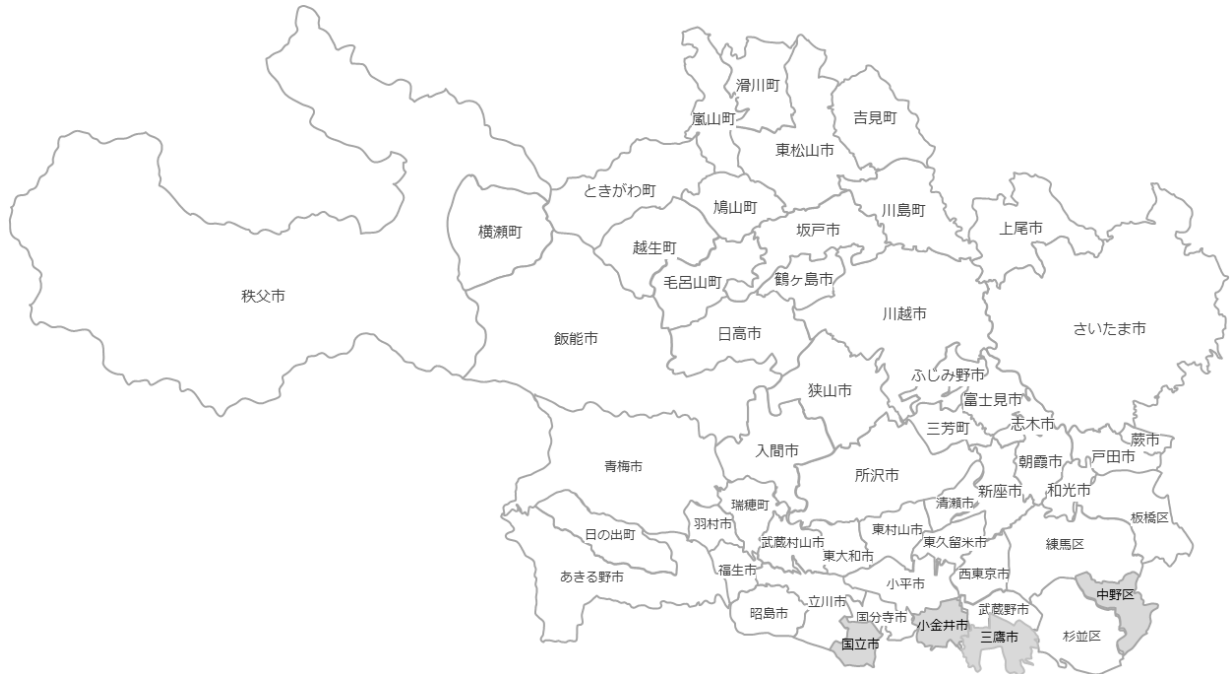 滑川町
嵐山町
吉見町
東松山市
ときがわ町
鳩山町
川島町
横瀬町
坂戸市
上尾市
越生町
毛呂山町
鶴ヶ島市
秩父市
川越市
さいたま市
飯能市
日高市
ふじみ野市
狭山市
富士見市
三芳町
志木市
蕨市
入間市
戸田市
青梅市
所沢市
朝霞市
新座市
和光市
瑞穂町
清瀬市
羽村市
板橋区
日の出町
武蔵村山市
東村山市
東久留米市
練馬区
東大和市
あきる野市
福生市
小平市
西東京市
中野区
昭島市
立川市
国分寺市
武蔵野市
小金井市
国立市
三鷹市
杉並区